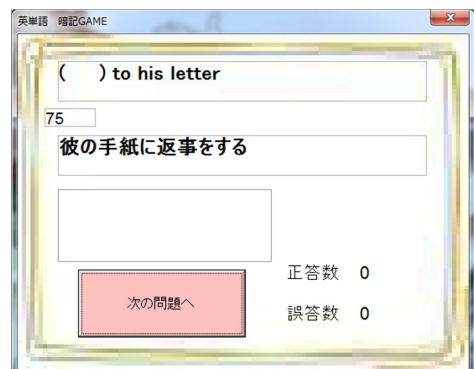 英単語 暗記GAME
(　　) to his letter
75
彼の手紙に返事をする
正答数 0
次の問題へ
誤答数 0